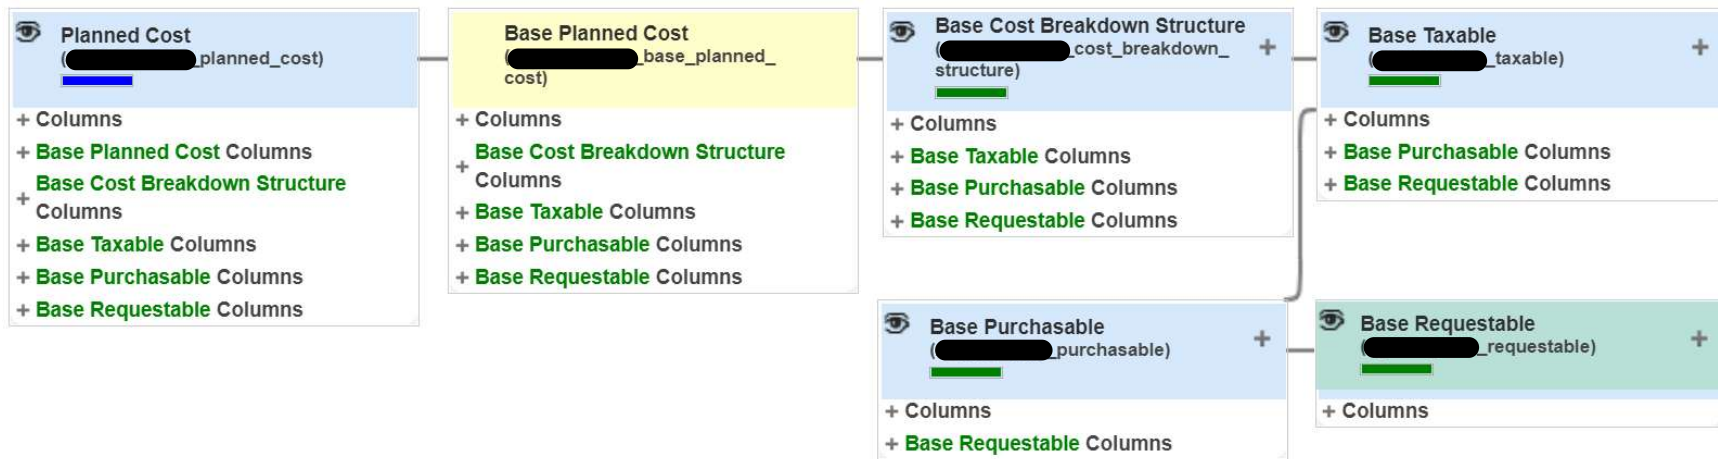 Planned Cost
(_planned_cost)
+ Columns
+ Base Planned Cost Columns
+ Base Cost Breakdown Structure
Columns
+ Base Taxable Columns
+ Base Purchasable Columns
+ Base Requestable Columns
Base Planned Cost
(_base_planned_
cost)
+ Columns
+ Base Cost Breakdown Structure
Columns
+ Base Taxable Columns
+ Base Purchasable Columns
+ Base Requestable Columns
Base Cost Breakdown Structure
(_cost_breakdown_ +
structure)
+ Columns
+ Base Taxable Columns
+ Base Purchasable Columns
+ Base Requestable Columns
Base Taxable
(_taxable) +
+ Columns
+ Base Purchasable Columns
+ Base Requestable Columns
Base Purchasable
(_purchasable) +
+ Columns
+ Base Requestable Columns
Base Requestable
(_requestable) +
+ Columns